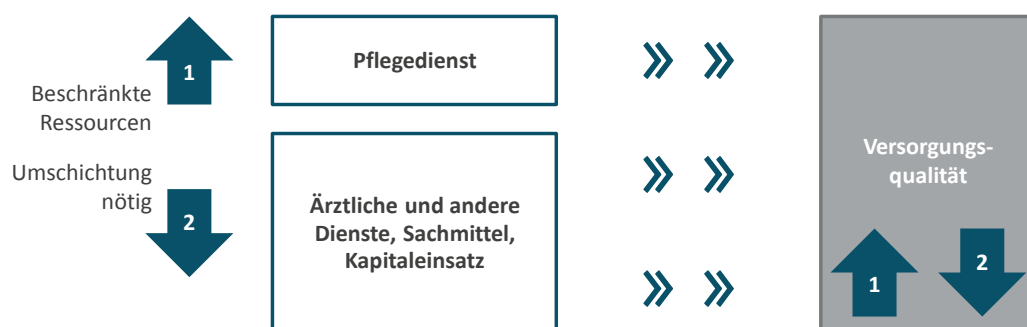 1
Beschränkte
Ressourcen
Umschichtung
nötig
2
Pflegedienst
Ärztliche und andere
Dienste, Sachmittel,
Kapitaleinsatz
Versorgungs-
qualität
1
2